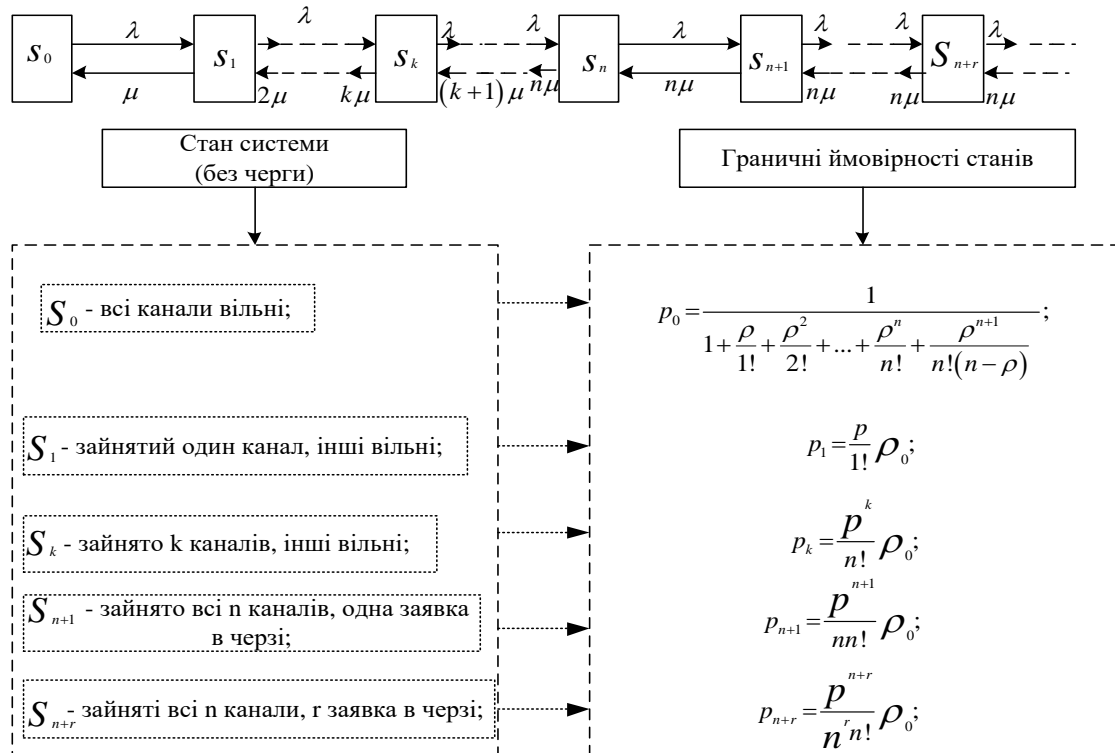 λ λ λ λ λ λ λ λ
S₀ S₁ Sₖ Sₙ Sₙ₊₁ Sₙ₊ᵣ
μ 2μ kμ (k+1)μ nμ nμ nμ nμ nμ
Стан системи
(без черги)
Граничні ймовірності станів
S₀ - всі канали вільні;
p₀ = 1 / (1 + ρ/1! + ρ²/2! + ... + ρⁿ/n! + ρⁿ⁺¹/(n!(n − ρ)));
S₁ - зайнятий один канал, інші вільні;
p₁ = p/1! ρ₀;
Sₖ - зайнято k каналів, інші вільні;
pₖ = pᵏ/n! ρ₀;
Sₙ₊₁ - зайнято всі n каналів, одна заявка
в черзі;
pₙ₊₁ = pⁿ⁺¹/nn! ρ₀;
Sₙ₊ᵣ - зайняті всі n канали, r заявка в черзі;
pₙ₊ᵣ = pⁿ⁺ʳ/nʳn! ρ₀;